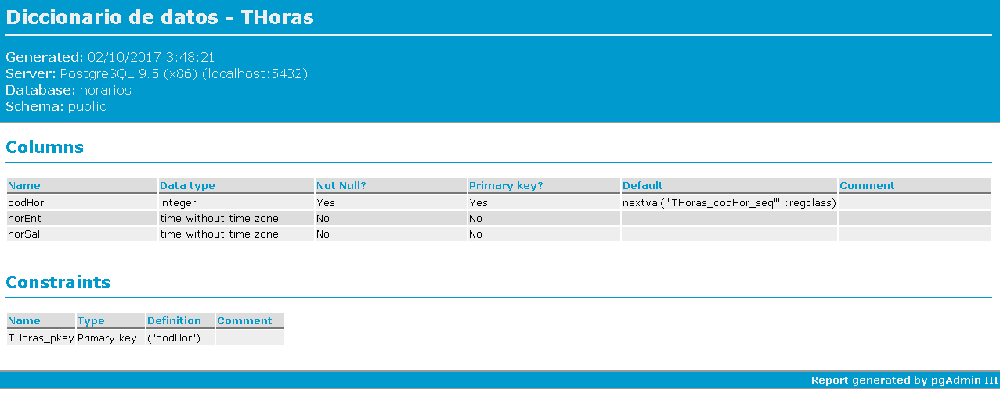 Diccionario de datos - THoras
Generated: 02/10/2017 3:48:21
Server: PostgreSQL 9.5 (x86) (localhost:5432)
Database: horarios
Schema: public
Columns
Name Data type Not Null? Primary key? Default Comment
codHor integer Yes Yes nextval('"THoras_codHor_seq"'::regclass)
horEnt time without time zone No No
horSal time without time zone No No
Constraints
Name Type Definition Comment
THoras_pkey Primary key ("codHor")
Report generated by pgAdmin III